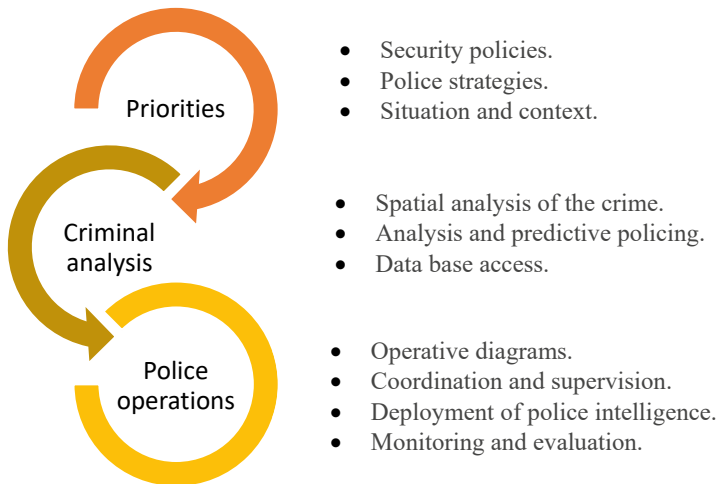 Priorities
• Security policies.
• Police strategies.
• Situation and context.
Criminal
analysis
• Spatial analysis of the crime.
• Analysis and predictive policing.
• Data base access.
Police
operations
• Operative diagrams.
• Coordination and supervision.
• Deployment of police intelligence.
• Monitoring and evaluation.